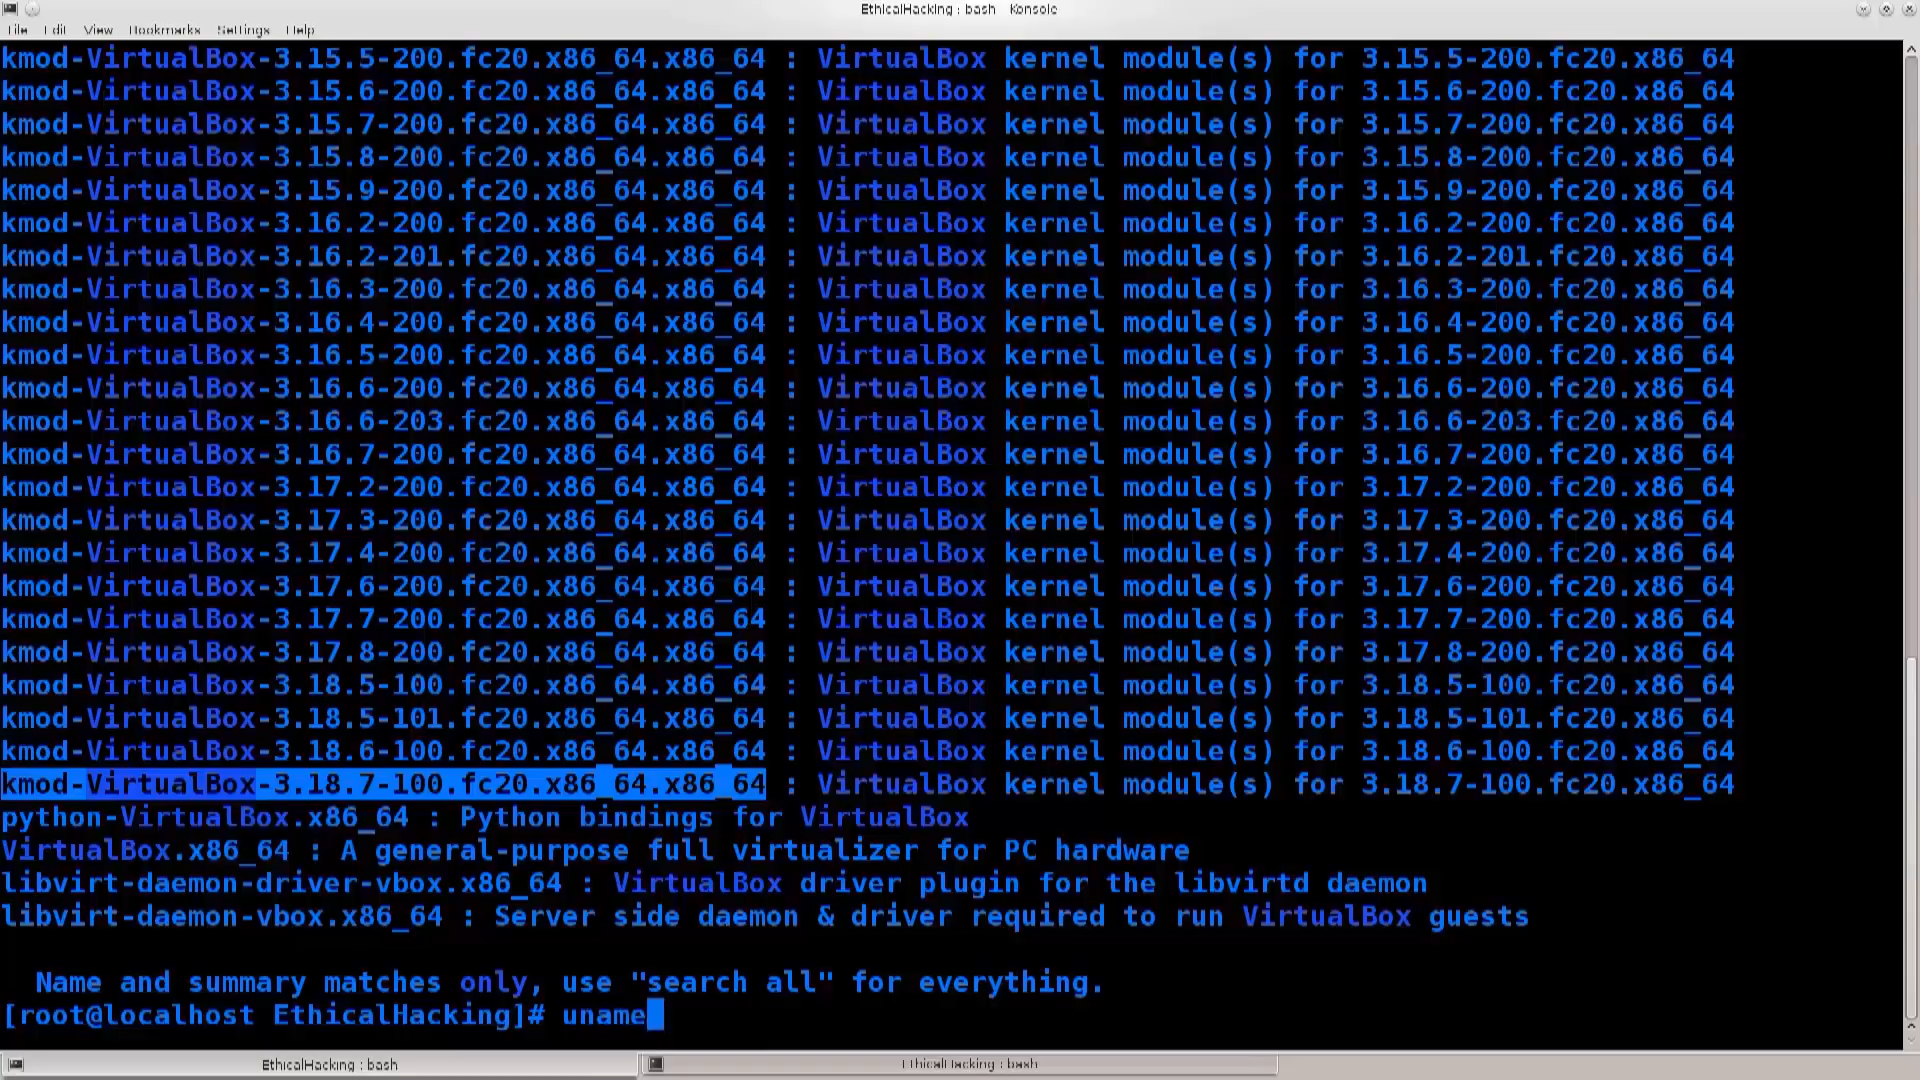 EthicalHacking : bash Konsole
File Edit View Bookmarks Settings Help
kmod-VirtualBox-3.15.5-200.fc20.x86_64.x86_64 : VirtualBox kernel module(s) for 3.15.5-200.fc20.x86_64
kmod-VirtualBox-3.15.6-200.fc20.x86_64.x86_64 : VirtualBox kernel module(s) for 3.15.6-200.fc20.x86_64
kmod-VirtualBox-3.15.7-200.fc20.x86_64.x86_64 : VirtualBox kernel module(s) for 3.15.7-200.fc20.x86_64
kmod-VirtualBox-3.15.8-200.fc20.x86_64.x86_64 : VirtualBox kernel module(s) for 3.15.8-200.fc20.x86_64
kmod-VirtualBox-3.15.9-200.fc20.x86_64.x86_64 : VirtualBox kernel module(s) for 3.15.9-200.fc20.x86_64
kmod-VirtualBox-3.16.2-200.fc20.x86_64.x86_64 : VirtualBox kernel module(s) for 3.16.2-200.fc20.x86_64
kmod-VirtualBox-3.16.2-201.fc20.x86_64.x86_64 : VirtualBox kernel module(s) for 3.16.2-201.fc20.x86_64
kmod-VirtualBox-3.16.3-200.fc20.x86_64.x86_64 : VirtualBox kernel module(s) for 3.16.3-200.fc20.x86_64
kmod-VirtualBox-3.16.4-200.fc20.x86_64.x86_64 : VirtualBox kernel module(s) for 3.16.4-200.fc20.x86_64
kmod-VirtualBox-3.16.5-200.fc20.x86_64.x86_64 : VirtualBox kernel module(s) for 3.16.5-200.fc20.x86_64
kmod-VirtualBox-3.16.6-200.fc20.x86_64.x86_64 : VirtualBox kernel module(s) for 3.16.6-200.fc20.x86_64
kmod-VirtualBox-3.16.6-203.fc20.x86_64.x86_64 : VirtualBox kernel module(s) for 3.16.6-203.fc20.x86_64
kmod-VirtualBox-3.16.7-200.fc20.x86_64.x86_64 : VirtualBox kernel module(s) for 3.16.7-200.fc20.x86_64
kmod-VirtualBox-3.17.2-200.fc20.x86_64.x86_64 : VirtualBox kernel module(s) for 3.17.2-200.fc20.x86_64
kmod-VirtualBox-3.17.3-200.fc20.x86_64.x86_64 : VirtualBox kernel module(s) for 3.17.3-200.fc20.x86_64
kmod-VirtualBox-3.17.4-200.fc20.x86_64.x86_64 : VirtualBox kernel module(s) for 3.17.4-200.fc20.x86_64
kmod-VirtualBox-3.17.6-200.fc20.x86_64.x86_64 : VirtualBox kernel module(s) for 3.17.6-200.fc20.x86_64
kmod-VirtualBox-3.17.7-200.fc20.x86_64.x86_64 : VirtualBox kernel module(s) for 3.17.7-200.fc20.x86_64
kmod-VirtualBox-3.17.8-200.fc20.x86_64.x86_64 : VirtualBox kernel module(s) for 3.17.8-200.fc20.x86_64
kmod-VirtualBox-3.18.5-100.fc20.x86_64.x86_64 : VirtualBox kernel module(s) for 3.18.5-100.fc20.x86_64
kmod-VirtualBox-3.18.5-101.fc20.x86_64.x86_64 : VirtualBox kernel module(s) for 3.18.5-101.fc20.x86_64
kmod-VirtualBox-3.18.6-100.fc20.x86_64.x86_64 : VirtualBox kernel module(s) for 3.18.6-100.fc20.x86_64
kmod-VirtualBox-3.18.7-100.fc20.x86_64.x86_64 : VirtualBox kernel module(s) for 3.18.7-100.fc20.x86_64
python-VirtualBox.x86_64 : Python bindings for VirtualBox
VirtualBox.x86_64 : A general-purpose full virtualizer for PC hardware
libvirt-daemon-driver-vbox.x86_64 : VirtualBox driver plugin for the libvirtd daemon
libvirt-daemon-vbox.x86_64 : Server side daemon & driver required to run VirtualBox guests
Name and summary matches only, use "search all" for everything.
[root@localhost EthicalHacking]# uname
EthicalHacking : bash EthicalHacking : bash